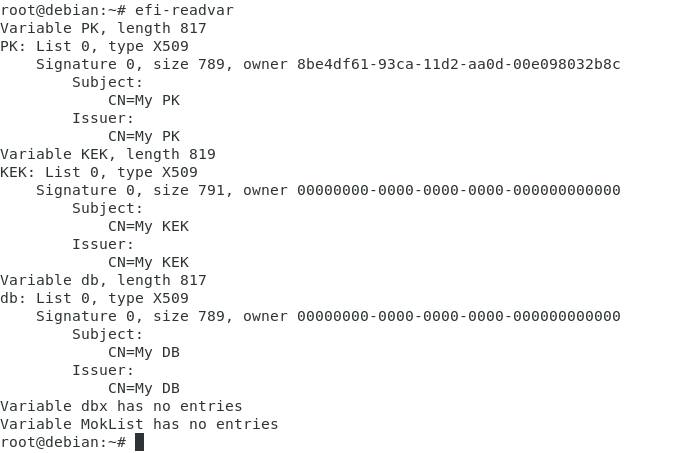 root@debian:~# efi-readvar
Variable PK, length 817
PK: List 0, type X509
    Signature 0, size 789, owner 8be4df61-93ca-11d2-aa0d-00e098032b8c
        Subject:
            CN=My PK
        Issuer:
            CN=My PK
Variable KEK, length 819
KEK: List 0, type X509
    Signature 0, size 791, owner 00000000-0000-0000-0000-000000000000
        Subject:
            CN=My KEK
        Issuer:
            CN=My KEK
Variable db, length 817
db: List 0, type X509
    Signature 0, size 789, owner 00000000-0000-0000-0000-000000000000
        Subject:
            CN=My DB
        Issuer:
            CN=My DB
Variable dbx has no entries
Variable MokList has no entries
root@debian:~#